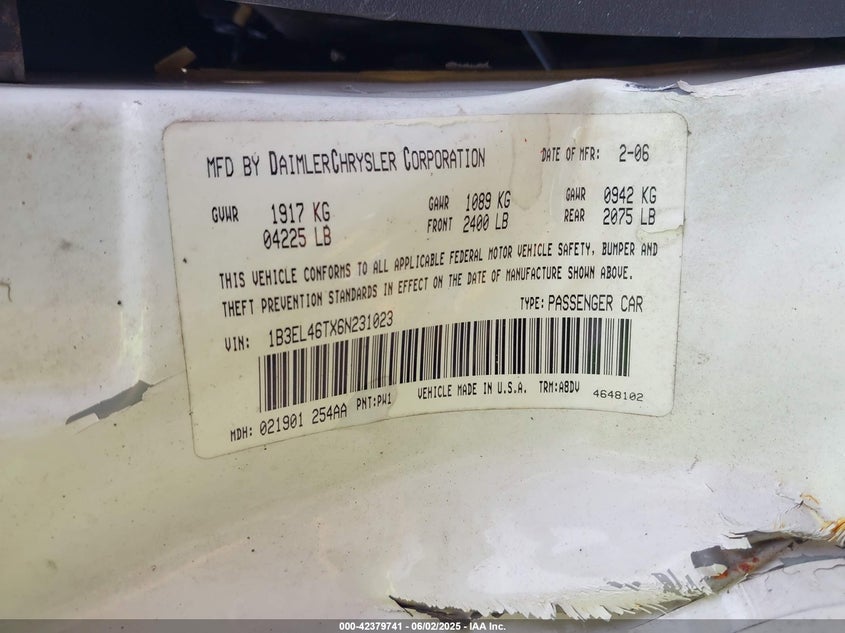 MFD BY DAIMLERCHRYSLER CORPORATION DATE OF MFR: 2-06
GVWR 1917 KG GAWR 1089 KG GAWR 0942 KG
04225 LB FRONT 2400 LB REAR 2075 LB
THIS VEHICLE CONFORMS TO ALL APPLICABLE FEDERAL MOTOR VEHICLE SAFETY, BUMPER AND
THEFT PREVENTION STANDARDS IN EFFECT ON THE DATE OF MANUFACTURE SHOWN ABOVE.
VIN: 1B3EL46TX6N231023 TYPE: PASSENGER CAR
MDH: 021901 254AA PNT:PW1 VEHICLE MADE IN U.S.A. TRM:A8DV 4648102
000-42379741 - 06/02/2025 - IAA Inc.